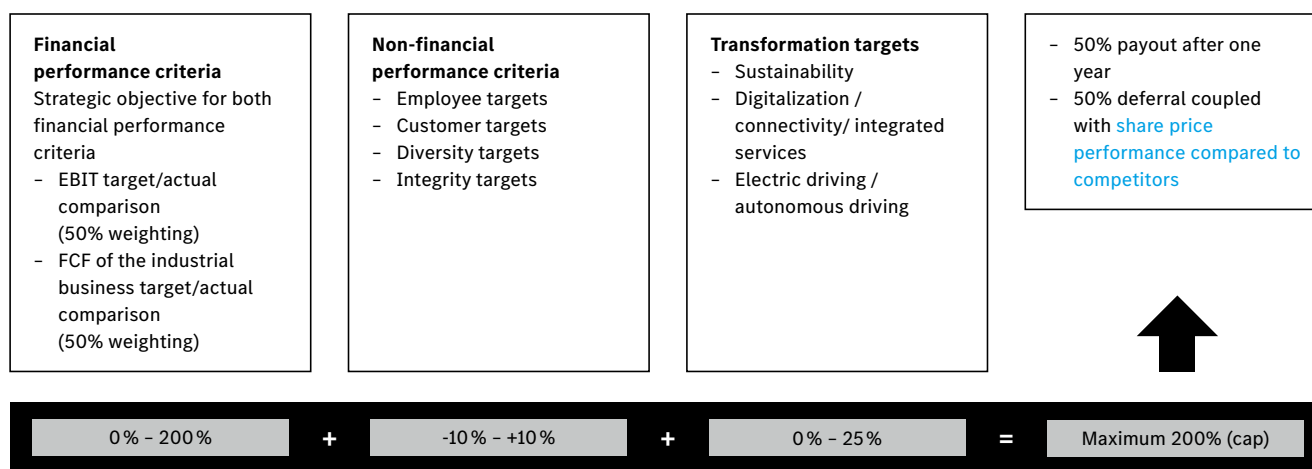 Financial
performance criteria
Strategic objective for both
financial performance
criteria
– EBIT target/actual
comparison
(50% weighting)
– FCF of the industrial
business target/actual
comparison
(50% weighting)
Non-financial
performance criteria
– Employee targets
– Customer targets
– Diversity targets
– Integrity targets
Transformation targets
– Sustainability
– Digitalization /
connectivity/ integrated
services
– Electric driving /
autonomous driving
– 50% payout after one
year
– 50% deferral coupled
with share price
performance compared to
competitors
0% – 200% + -10% – +10% + 0% – 25% = Maximum 200% (cap)